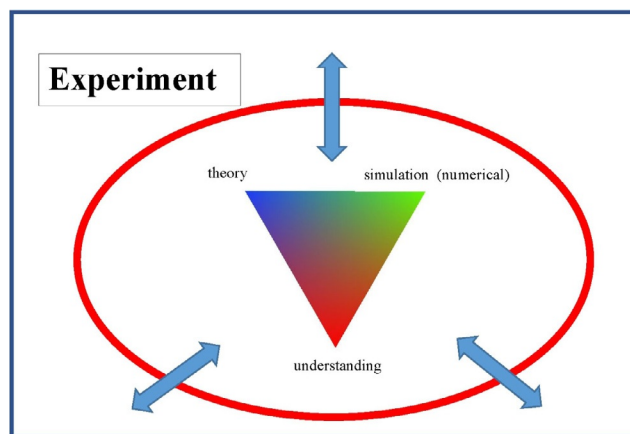 Experiment
theory
simulation (numerical)
understanding